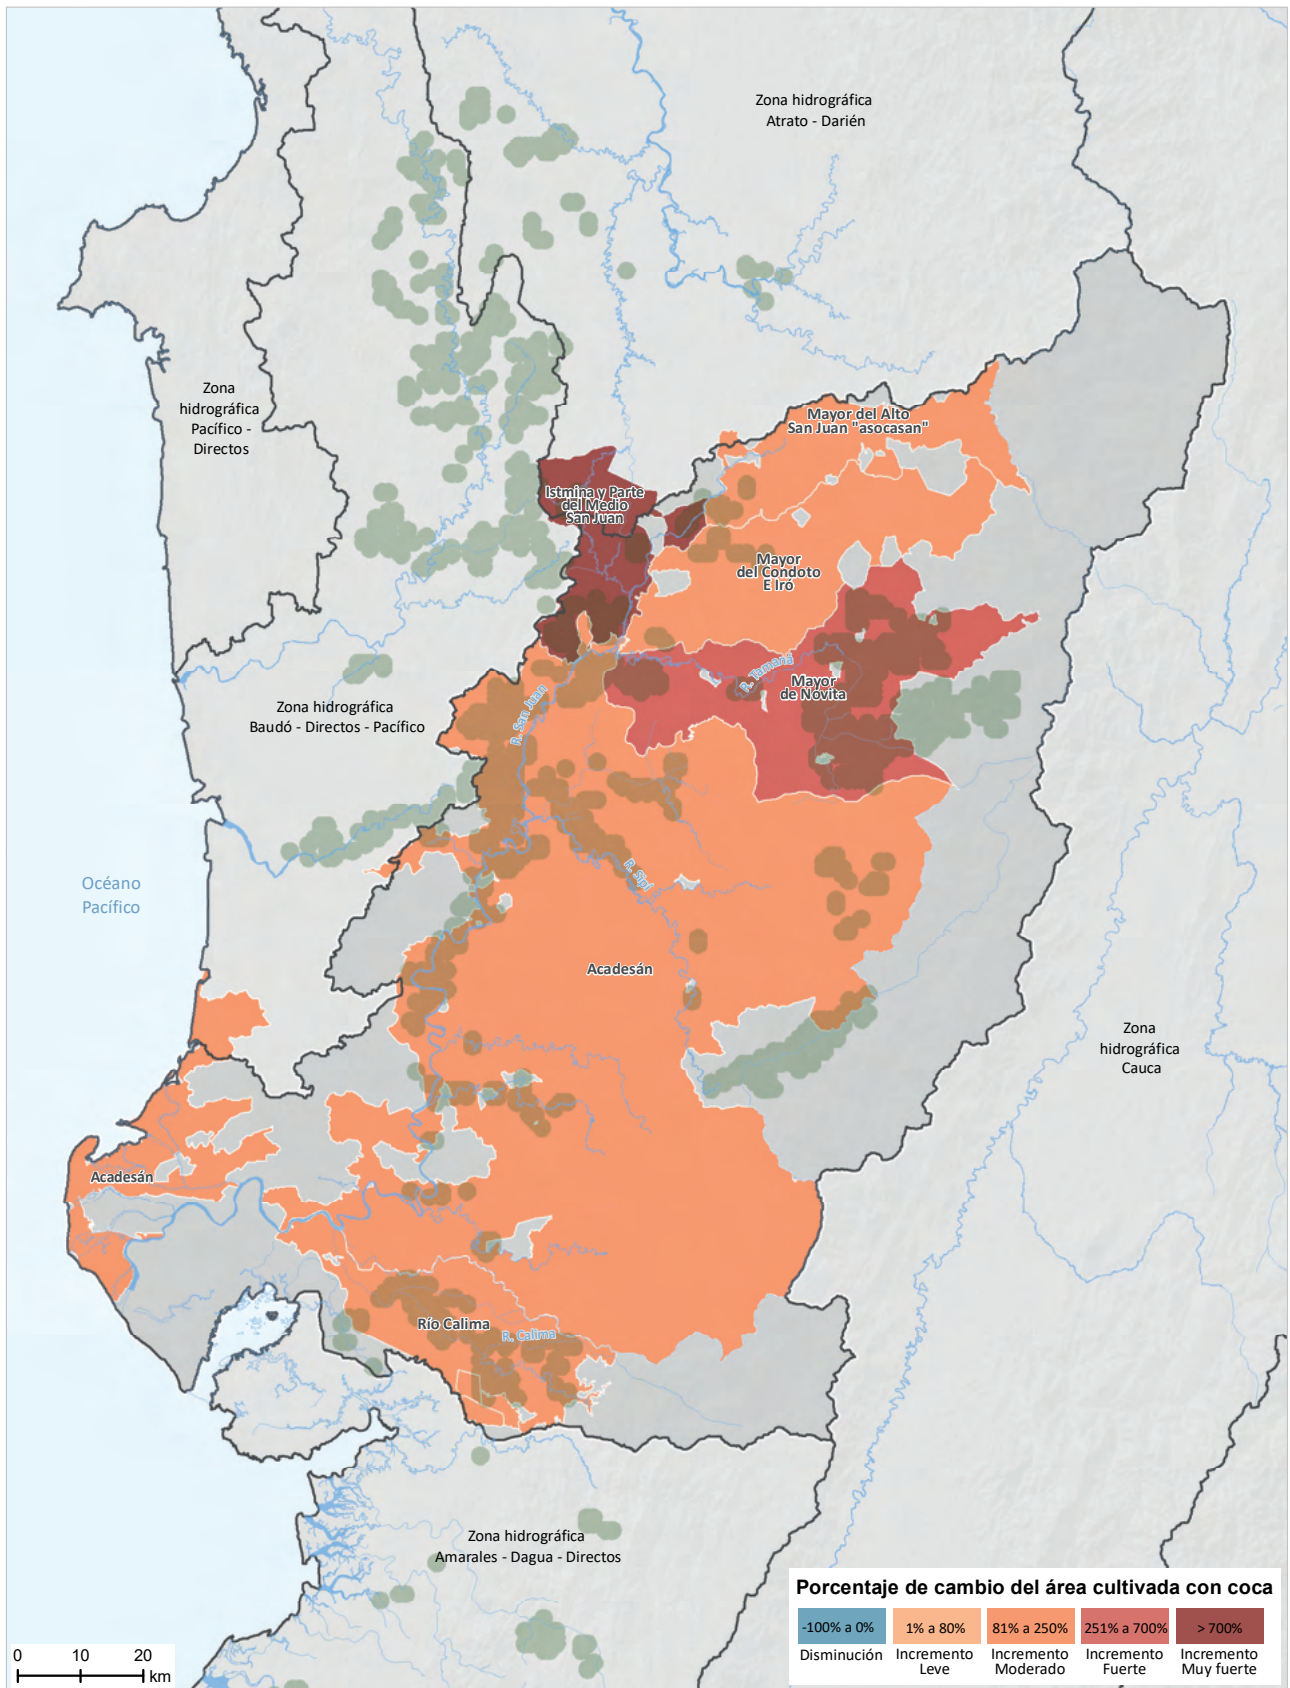 Zona hidrográfica
Atrato - Darién
Zona
hidrográfica
Pacífico -
Directos
Mayor del Alto
San Juan "asocasan"
Istmina y Parte
del Medio
San Juan
Mayor
del Condoto
E Iró
R. Tamaná
Mayor
de Nóvita
R. San Juan
Zona hidrográfica
Baudó - Directos - Pacífico
R. Sipí
Océano
Pacífico
Acadesán
Zona
hidrográfica
Cauca
Acadesán
Río Calima
R. Calima
Zona hidrográfica
Amarales - Dagua - Directos
Porcentaje de cambio del área cultivada con coca
-100% a 0% 1% a 80% 81% a 250% 251% a 700% > 700%
Disminución Incremento Incremento Incremento Incremento
Leve Moderado Fuerte Muy fuerte
0 10 20
km